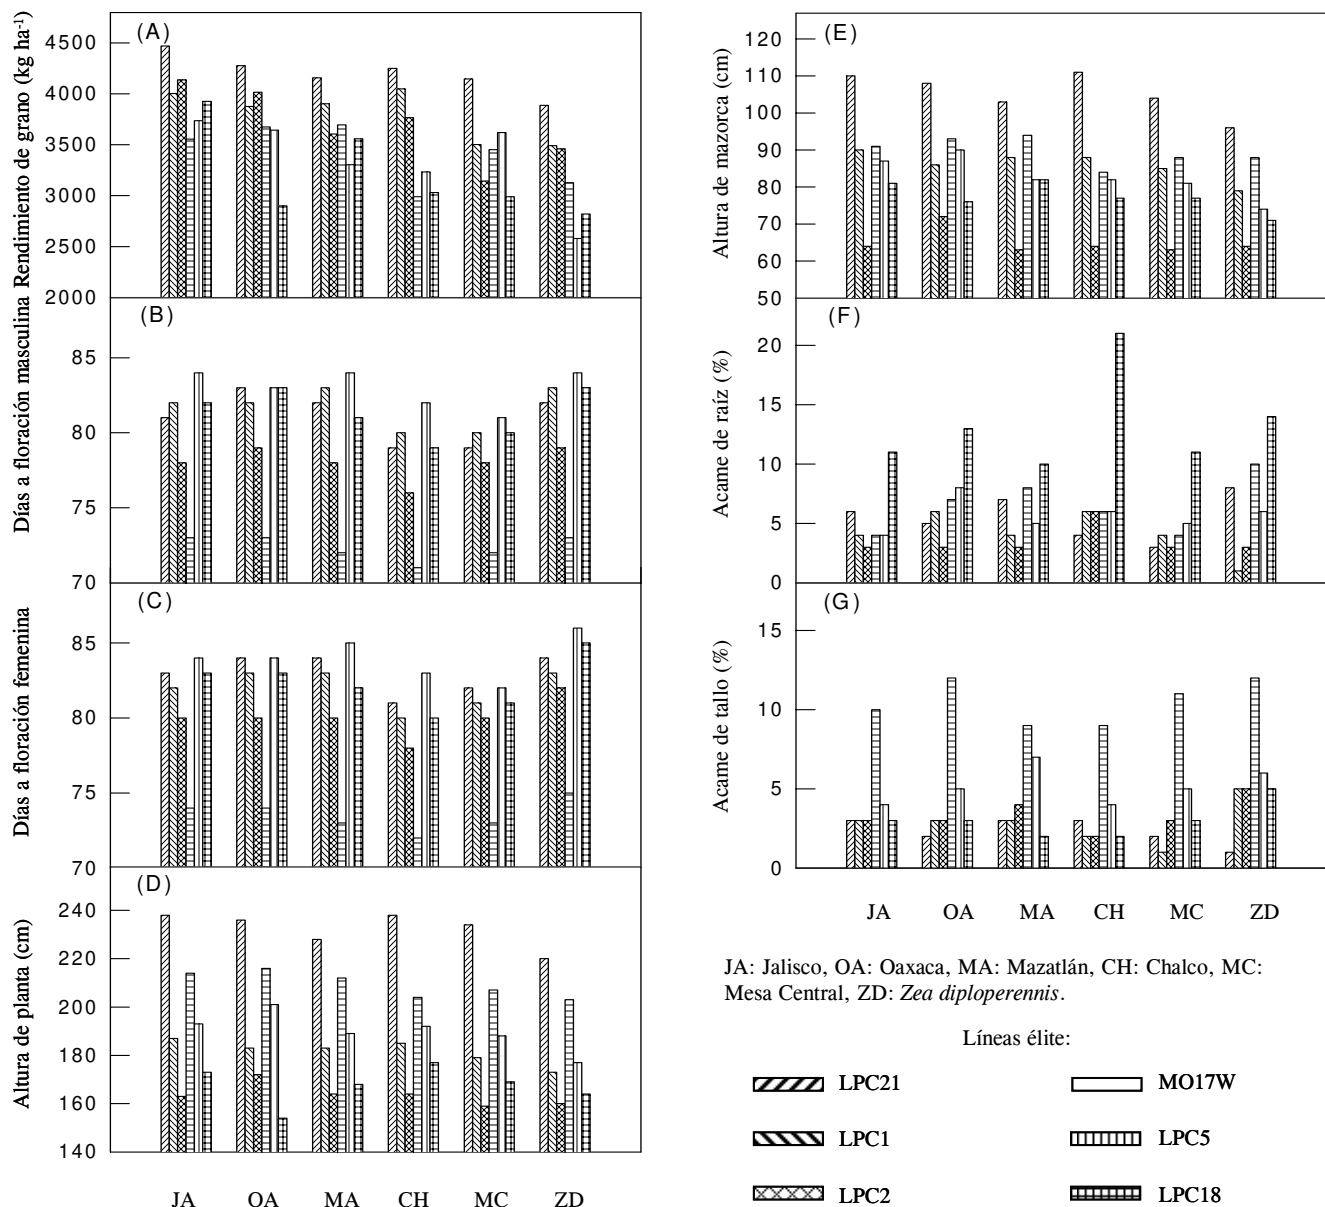 (A)
Rendimiento de grano (kg ha-1)
4500
4000
3500
3000
2500
2000
(B)
Días a floración masculina
85
80
75
70
(C)
Días a floración femenina
85
80
75
70
(D)
Altura de planta (cm)
240
220
200
180
160
140
JA OA MA CH MC ZD
(E)
Altura de mazorca (cm)
120
110
100
90
80
70
60
50
(F)
Acame de raíz (%)
20
15
10
5
0
(G)
Acame de tallo (%)
15
10
5
0
JA OA MA CH MC ZD
JA: Jalisco, OA: Oaxaca, MA: Mazatlán, CH: Chalco, MC:
Mesa Central, ZD: Zea diploperennis.
Líneas élite:
LPC21 MO17W
LPC1 LPC5
LPC2 LPC18